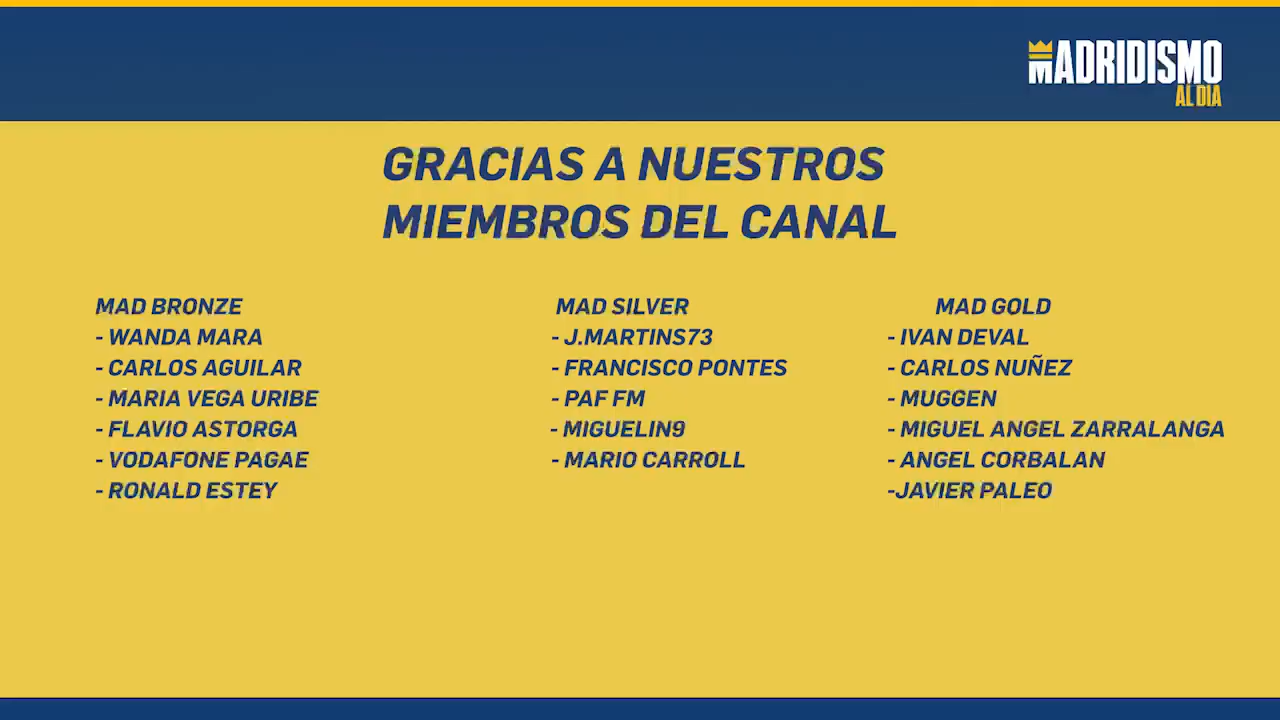 MADRIDISMO
AL DIA
GRACIAS A NUESTROS
MIEMBROS DEL CANAL
MAD BRONZE
- WANDA MARA
- CARLOS AGUILAR
- MARIA VEGA URIBE
- FLAVIO ASTORGA
- VODAFONE PAGAE
- RONALD ESTEY
MAD SILVER
- J.MARTINS73
- FRANCISCO PONTES
- PAF FM
- MIGUELIN9
- MARIO CARROLL
MAD GOLD
- IVAN DEVAL
- CARLOS NUÑEZ
- MUGGEN
- MIGUEL ANGEL ZARRALANGA
- ANGEL CORBALAN
-JAVIER PALEO